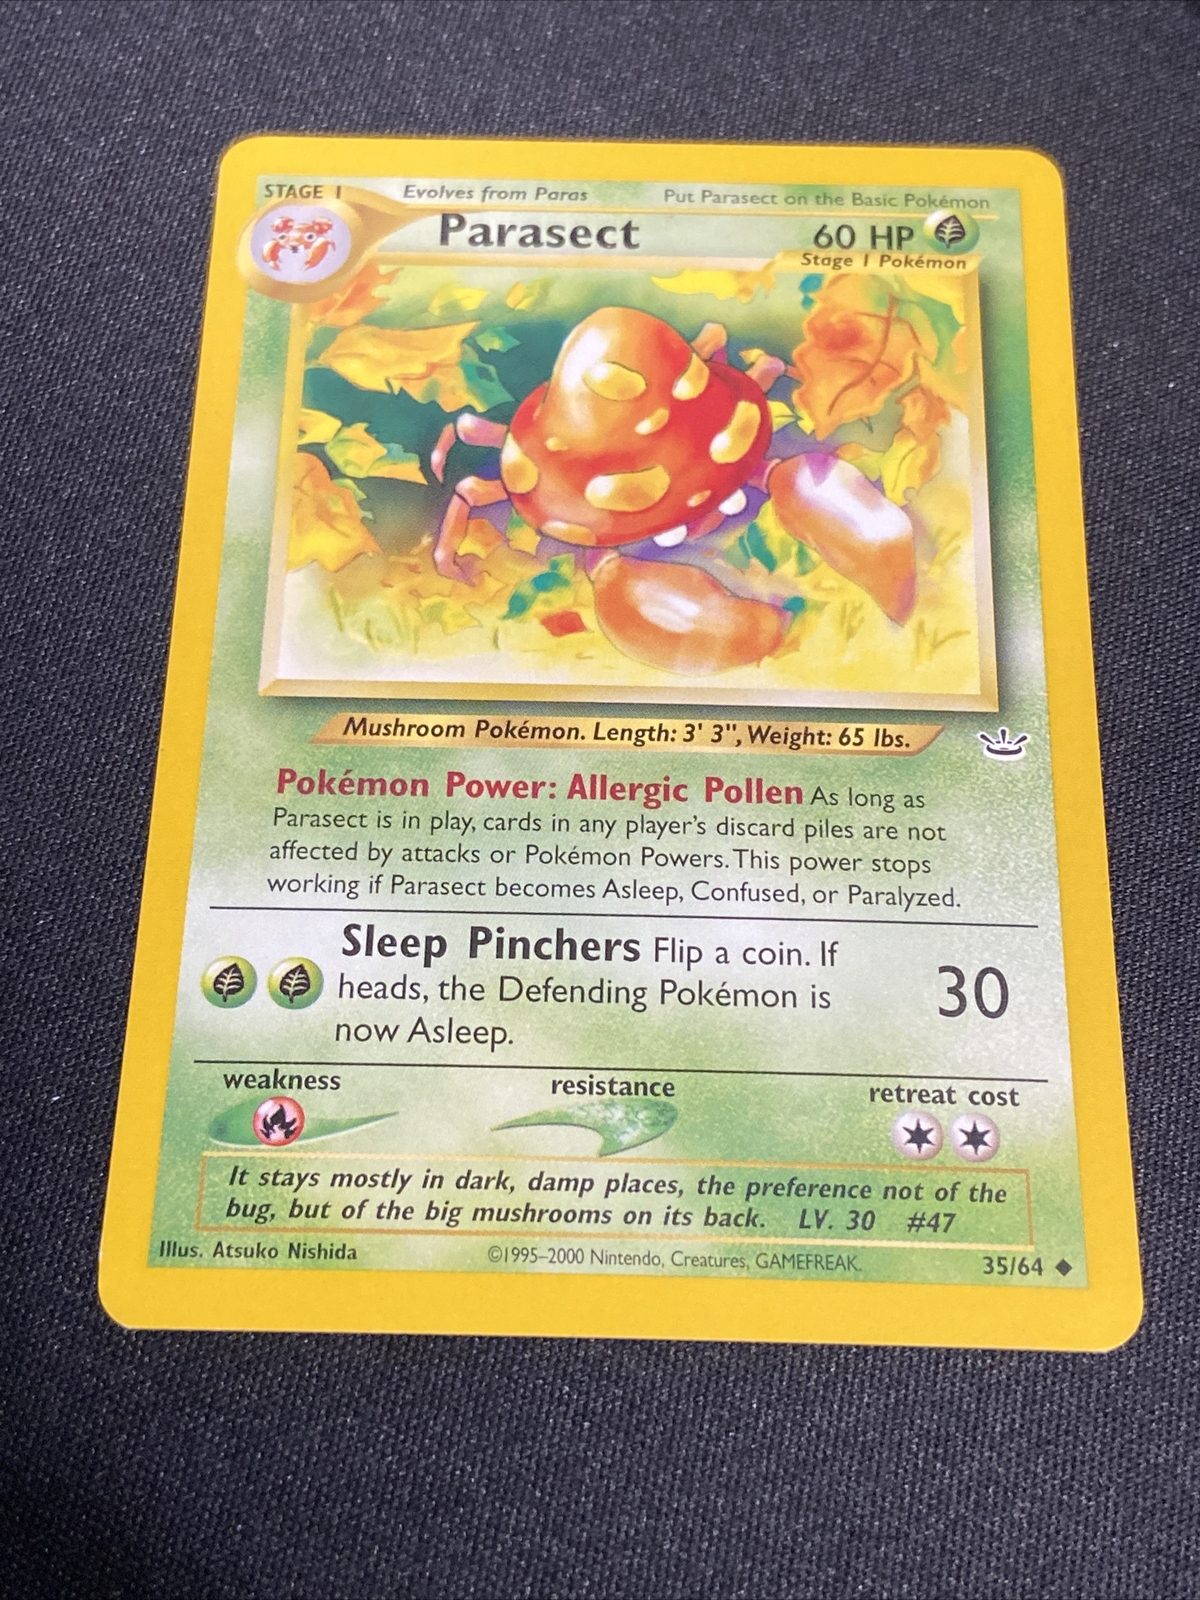 STAGE 1 Evolves from Paras Put Parasect on the Basic Pokémon
Parasect 60 HP
Stage 1 Pokémon
Mushroom Pokémon. Length: 3' 3", Weight: 65 lbs.
Pokémon Power: Allergic Pollen As long as
Parasect is in play, cards in any player's discard piles are not
affected by attacks or Pokémon Powers. This power stops
working if Parasect becomes Asleep, Confused, or Paralyzed.
Sleep Pinchers Flip a coin. If
heads, the Defending Pokémon is
now Asleep.
30
weakness resistance retreat cost
It stays mostly in dark, damp places, the preference not of the
bug, but of the big mushrooms on its back. LV. 30 #47
Illus. Atsuko Nishida ©1995–2000 Nintendo, Creatures, GAMEFREAK. 35/64